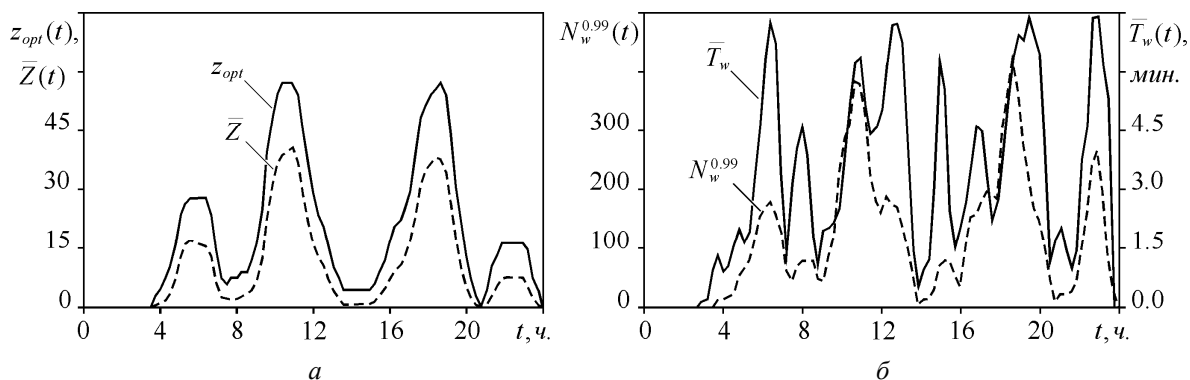 z_opt(t),
Z̅(t)
45
30
15
0
z_opt
Z̅
0 4 8 12 16 20 t, ч.
а
N_w^0.99(t)
300
200
100
0
T̅_w
N_w^0.99
0 4 8 12 16 20 t, ч.
T̅_w(t),
мин.
4.5
3.0
1.5
0.0
б